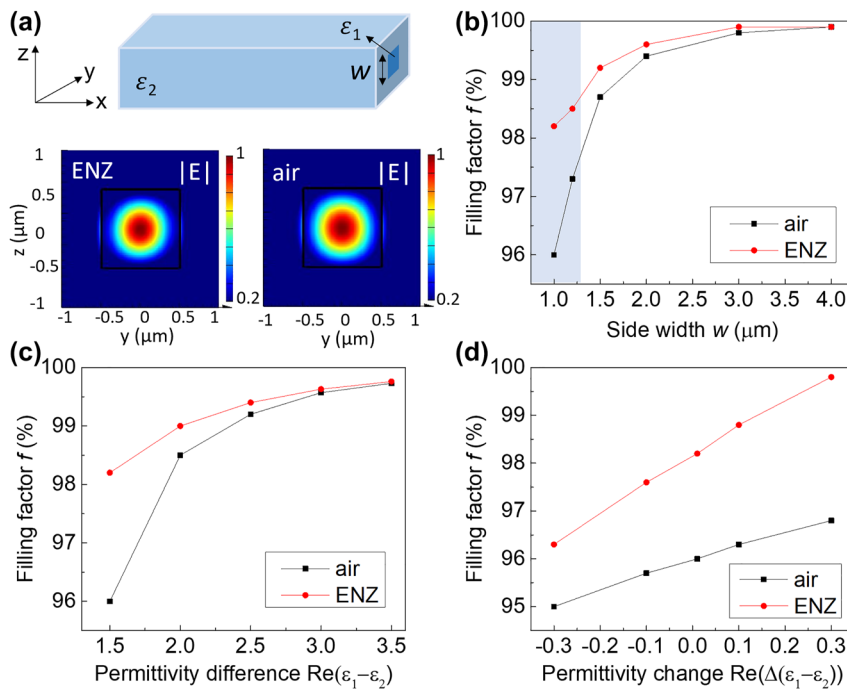 (a)
z
y
x
ε₂
ε₁
w
ENZ |E|
air |E|
1
0.5
0
-0.5
-1
z (μm)
-1 -0.5 0 0.5 1
y (μm)
1
0.2
-1 -0.5 0 0.5 1
y (μm)
1
0.2
(b)
100
99
98
97
96
Filling factor f (%)
air
ENZ
1.0 1.5 2.0 2.5 3.0 3.5 4.0
Side width w (μm)
(c)
100
99
98
97
96
Filling factor f (%)
air
ENZ
1.5 2.0 2.5 3.0 3.5
Permittivity difference Re(ε₁−ε₂)
(d)
100
99
98
97
96
95
Filling factor f (%)
air
ENZ
-0.3 -0.2 -0.1 0.0 0.1 0.2 0.3
Permittivity change Re(Δ(ε₁−ε₂))